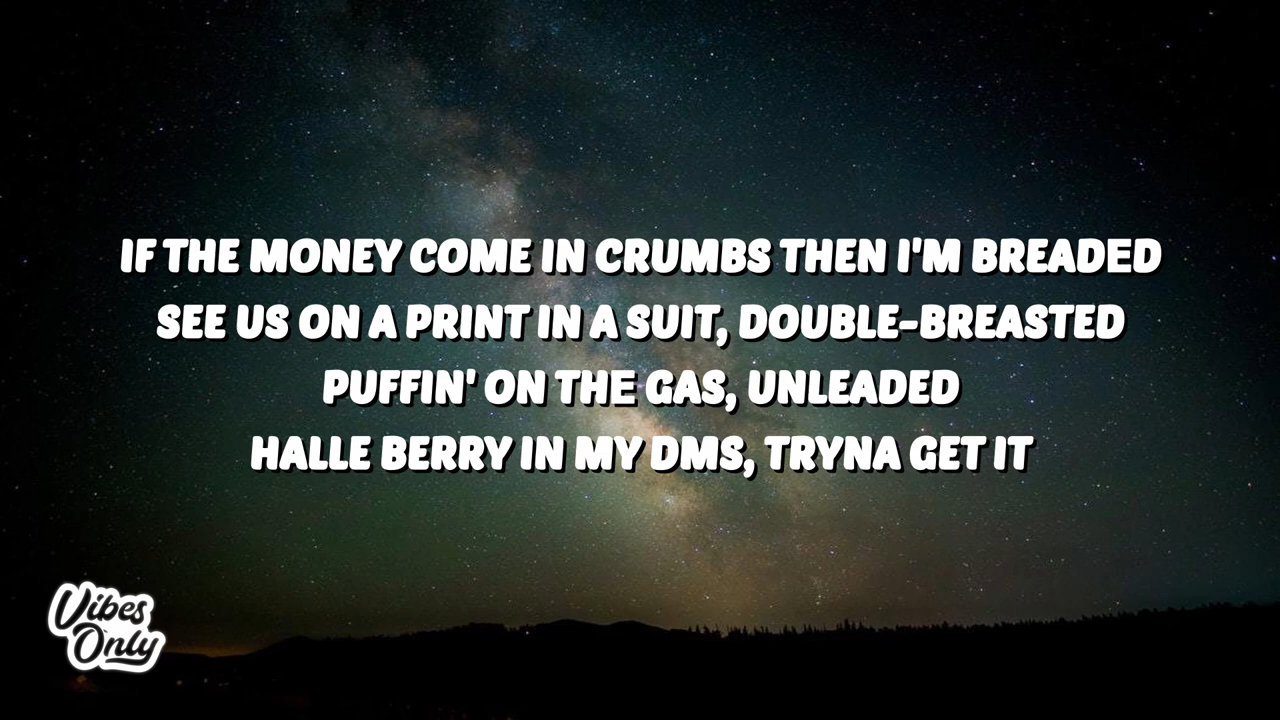 IF THE MONEY COME IN CRUMBS THEN I'M BREADED
SEE US ON A PRINT IN A SUIT, DOUBLE-BREASTED
PUFFIN' ON THE GAS, UNLEADED
HALLE BERRY IN MY DMS, TRYNA GET IT
Vibes
Only